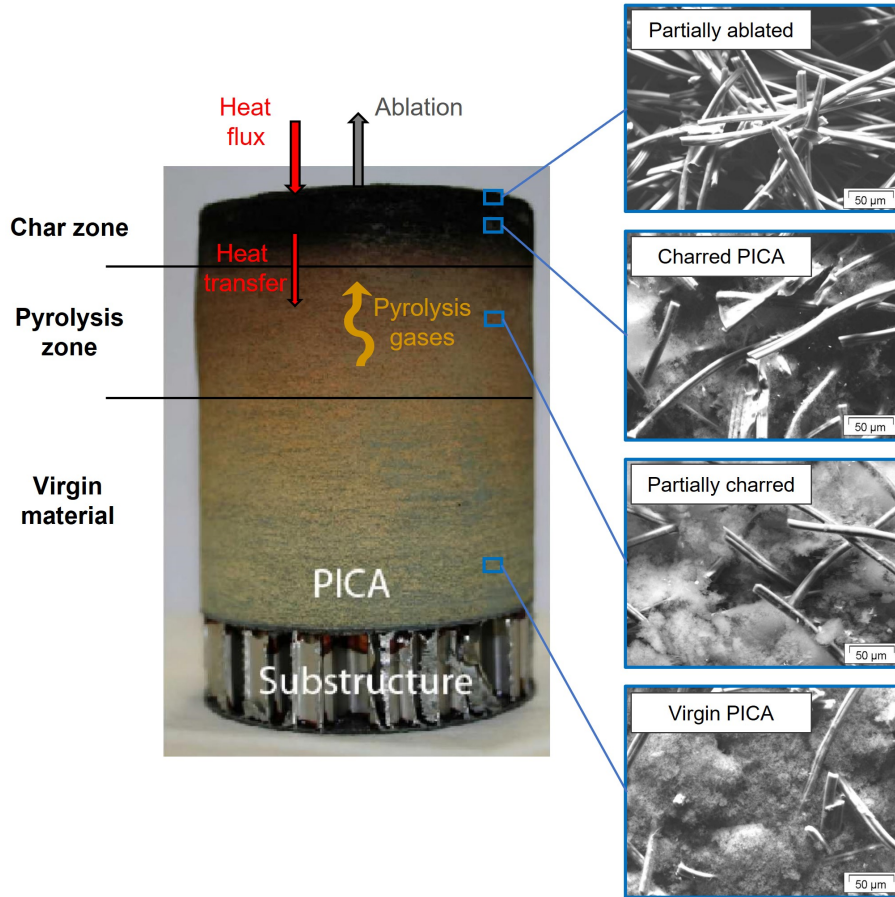 Partially ablated
50 µm
Heat
flux
Ablation
Char zone
Heat
transfer
Charred PICA
50 µm
Pyrolysis
zone
Pyrolysis
gases
Partially charred
50 µm
Virgin
material
PICA
Substructure
Virgin PICA
50 µm